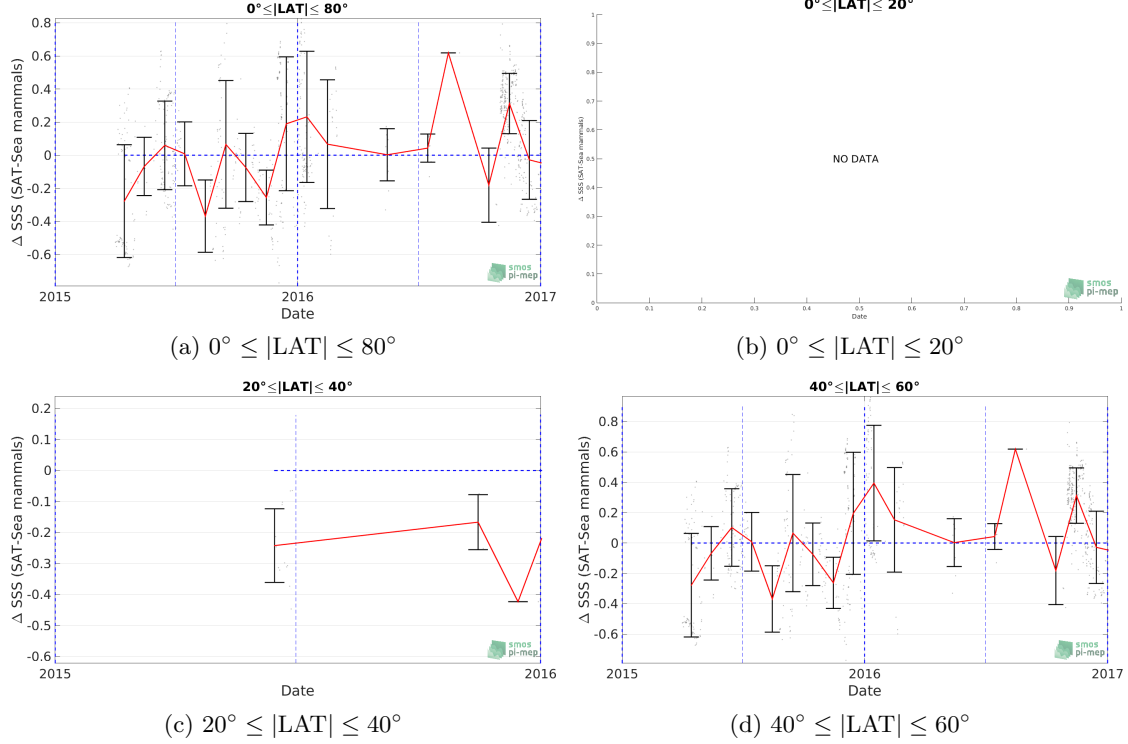 0°≤|LAT|≤ 80°
Δ SSS (SAT-Sea mammals)
0.8
0.6
0.4
0.2
0
-0.2
-0.4
-0.6
2015
2016
2017
Date
smos
pi-mep
(a) 0° ≤ |LAT| ≤ 80°
0°≤|LAT|≤ 20°
Δ SSS (SAT-Sea mammals)
1
0.9
0.8
0.7
0.6
0.5
0.4
0.3
0.2
0.1
0
NO DATA
0
0.1
0.2
0.3
0.4
0.5
0.6
0.7
0.8
0.9
1
Date
smos
pi-mep
(b) 0° ≤ |LAT| ≤ 20°
20°≤|LAT|≤ 40°
Δ SSS (SAT-Sea mammals)
0.2
0.1
0
-0.1
-0.2
-0.3
-0.4
-0.5
-0.6
2015
2016
Date
smos
pi-mep
(c) 20° ≤ |LAT| ≤ 40°
40°≤|LAT|≤ 60°
Δ SSS (SAT-Sea mammals)
0.8
0.6
0.4
0.2
0
-0.2
-0.4
-0.6
2015
2016
2017
Date
smos
pi-mep
(d) 40° ≤ |LAT| ≤ 60°